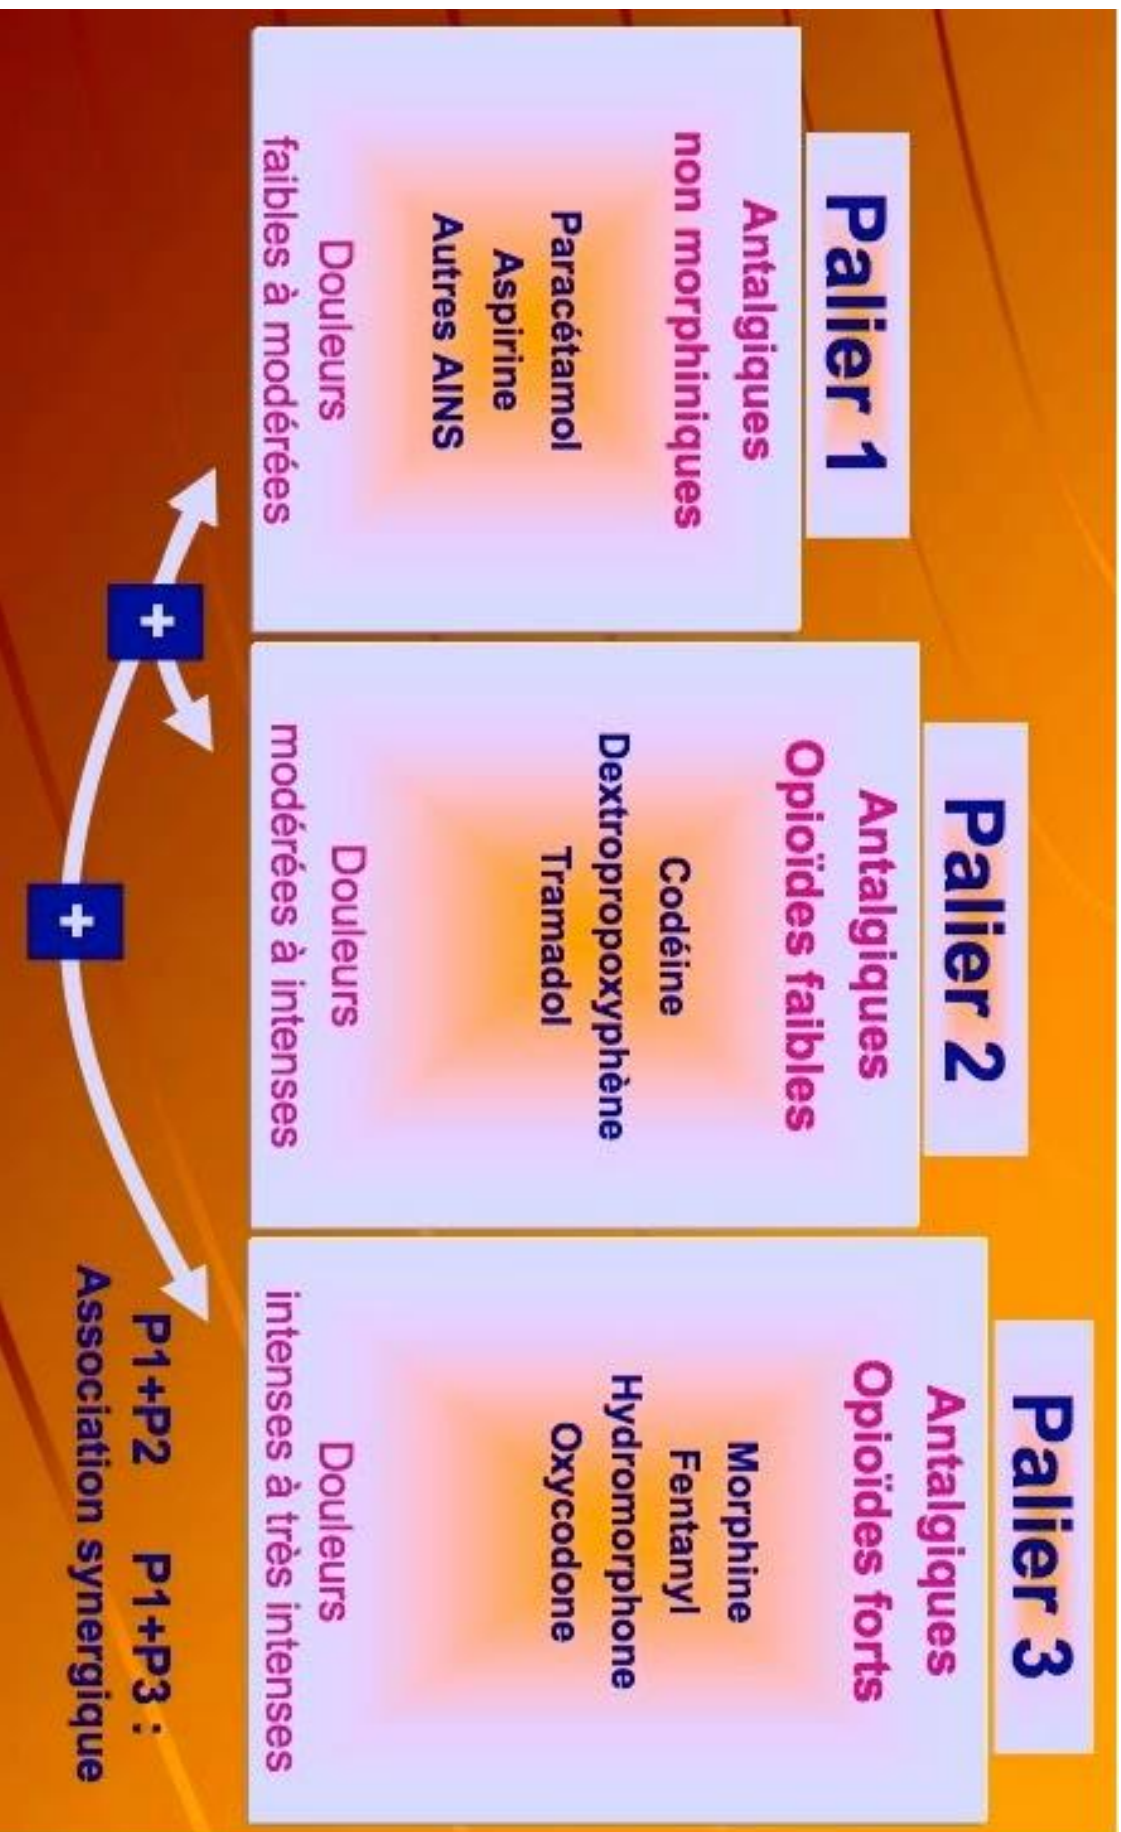 Palier 1
Antalgiques
non morphiniques
Paracétamol
Aspirine
Autres AINS
Douleurs
faibles à modérées
Palier 2
Antalgiques
Opioïdes faibles
Codéine
Dextropropoxyphène
Tramadol
Douleurs
modérées à intenses
Palier 3
Antalgiques
Opioïdes forts
Morphine
Fentanyl
Hydromorphone
Oxycodone
Douleurs
intenses à très intenses
+
+
P1+P2 P1+P3 :
Association synergique